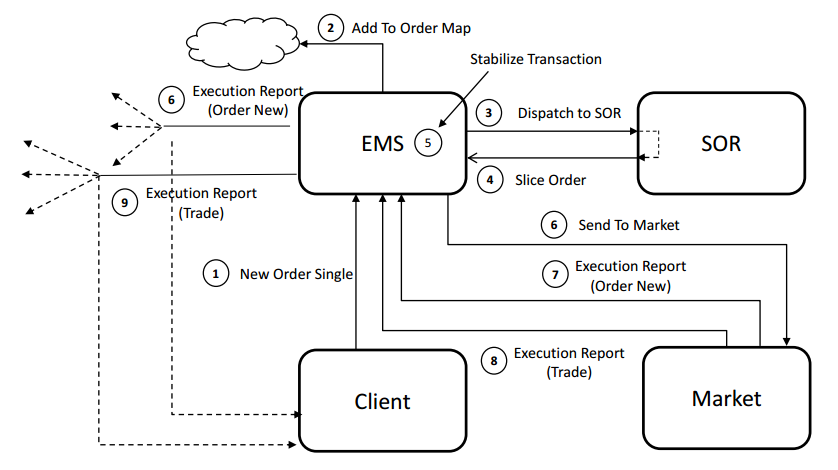 2 Add To Order Map
Stabilize Transaction
6 Execution Report
(Order New)
3 Dispatch to SOR
EMS 5
SOR
4 Slice Order
9 Execution Report
(Trade)
6 Send To Market
1 New Order Single
7 Execution Report
(Order New)
8 Execution Report
(Trade)
Client
Market